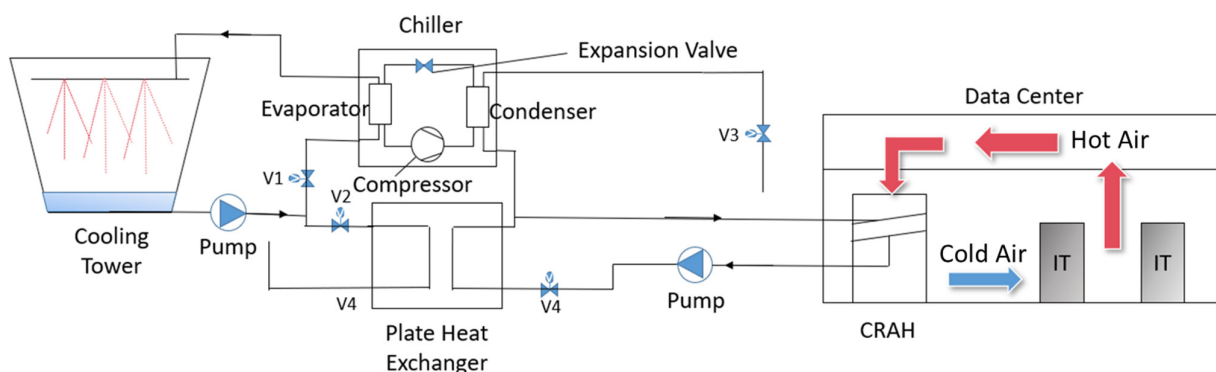 Chiller
Expansion Valve
Evaporator
Condenser
Compressor
V1
V2
V3
Cooling
Tower
Pump
V4
V4
Plate Heat
Exchanger
Pump
Data Center
Hot Air
Cold Air
IT
IT
CRAH